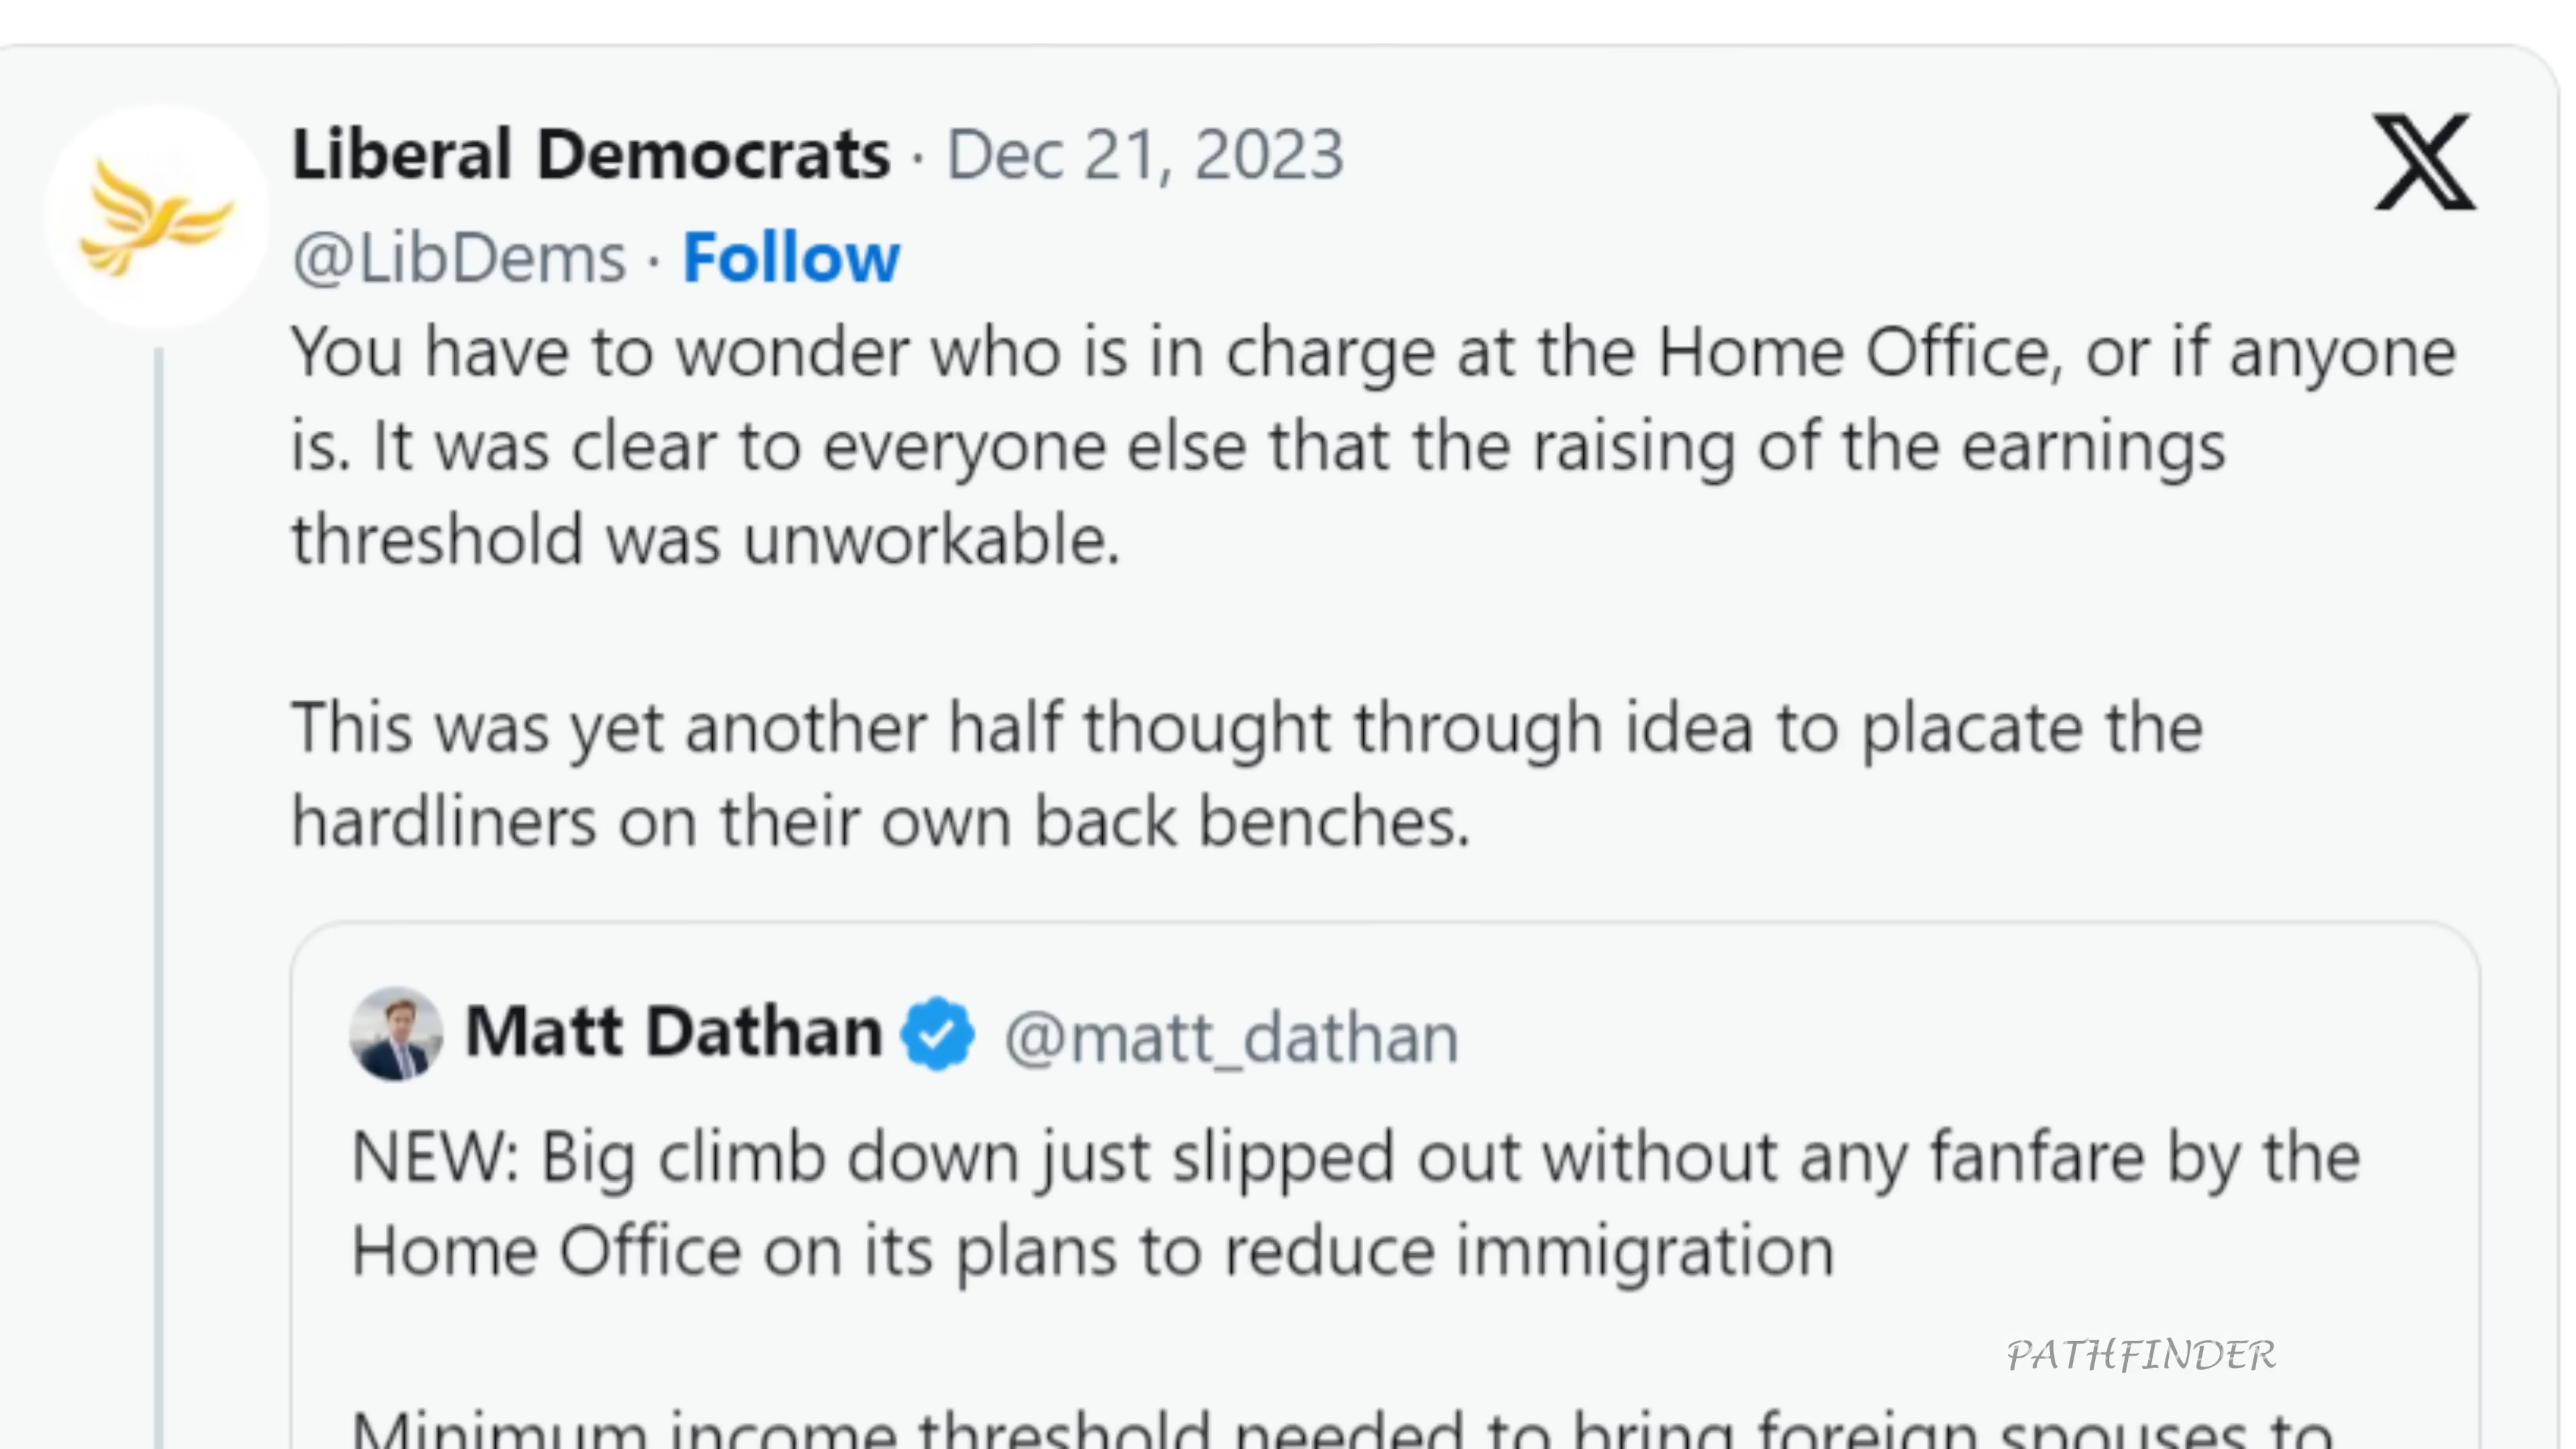 Liberal Democrats · Dec 21, 2023
@LibDems · Follow
You have to wonder who is in charge at the Home Office, or if anyone
is. It was clear to everyone else that the raising of the earnings
threshold was unworkable.
This was yet another half thought through idea to placate the
hardliners on their own back benches.
Matt Dathan @matt_dathan
NEW: Big climb down just slipped out without any fanfare by the
Home Office on its plans to reduce immigration
PATHFINDER
Minimum income threshold needed to bring foreign spouses to